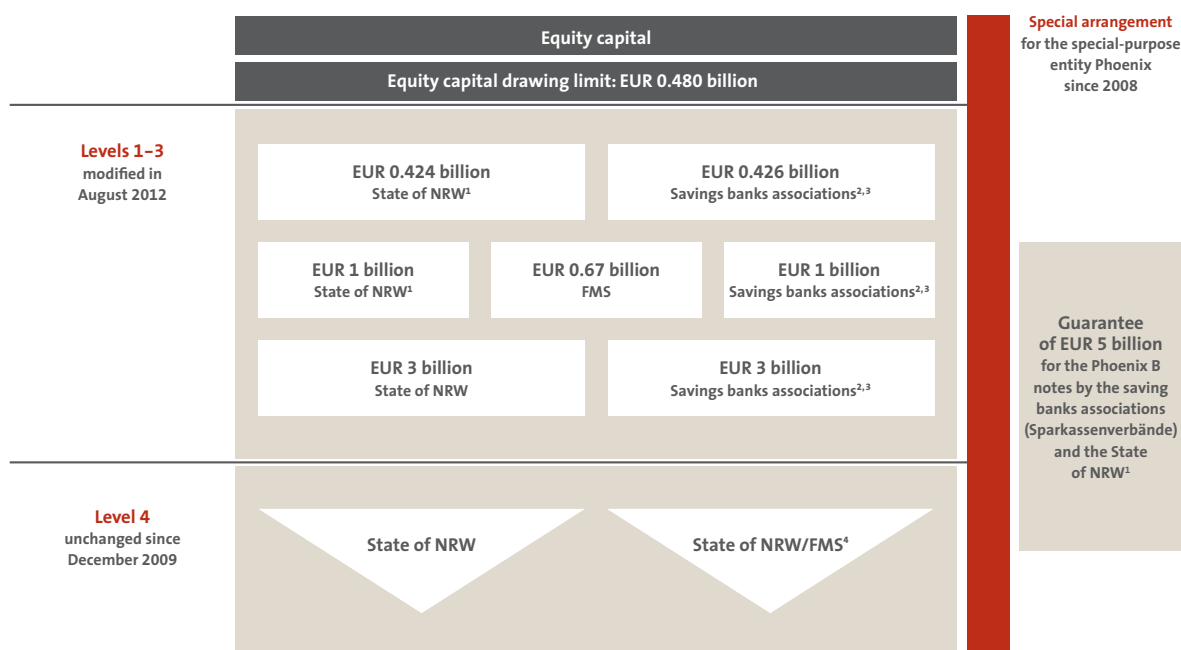 Equity capital
Equity capital drawing limit: EUR 0.480 billion
Special arrangement
for the special-purpose
entity Phoenix
since 2008
Levels 1–3
modified in
August 2012
EUR 0.424 billion
State of NRW¹
EUR 0.426 billion
Savings banks associations²,³
EUR 1 billion
State of NRW¹
EUR 0.67 billion
FMS
EUR 1 billion
Savings banks associations²,³
EUR 3 billion
State of NRW
EUR 3 billion
Savings banks associations²,³
Guarantee
of EUR 5 billion
for the Phoenix B
notes by the saving
banks associations
(Sparkassenverbände)
and the State
of NRW¹
Level 4
unchanged since
December 2009
State of NRW
State of NRW/FMS⁴